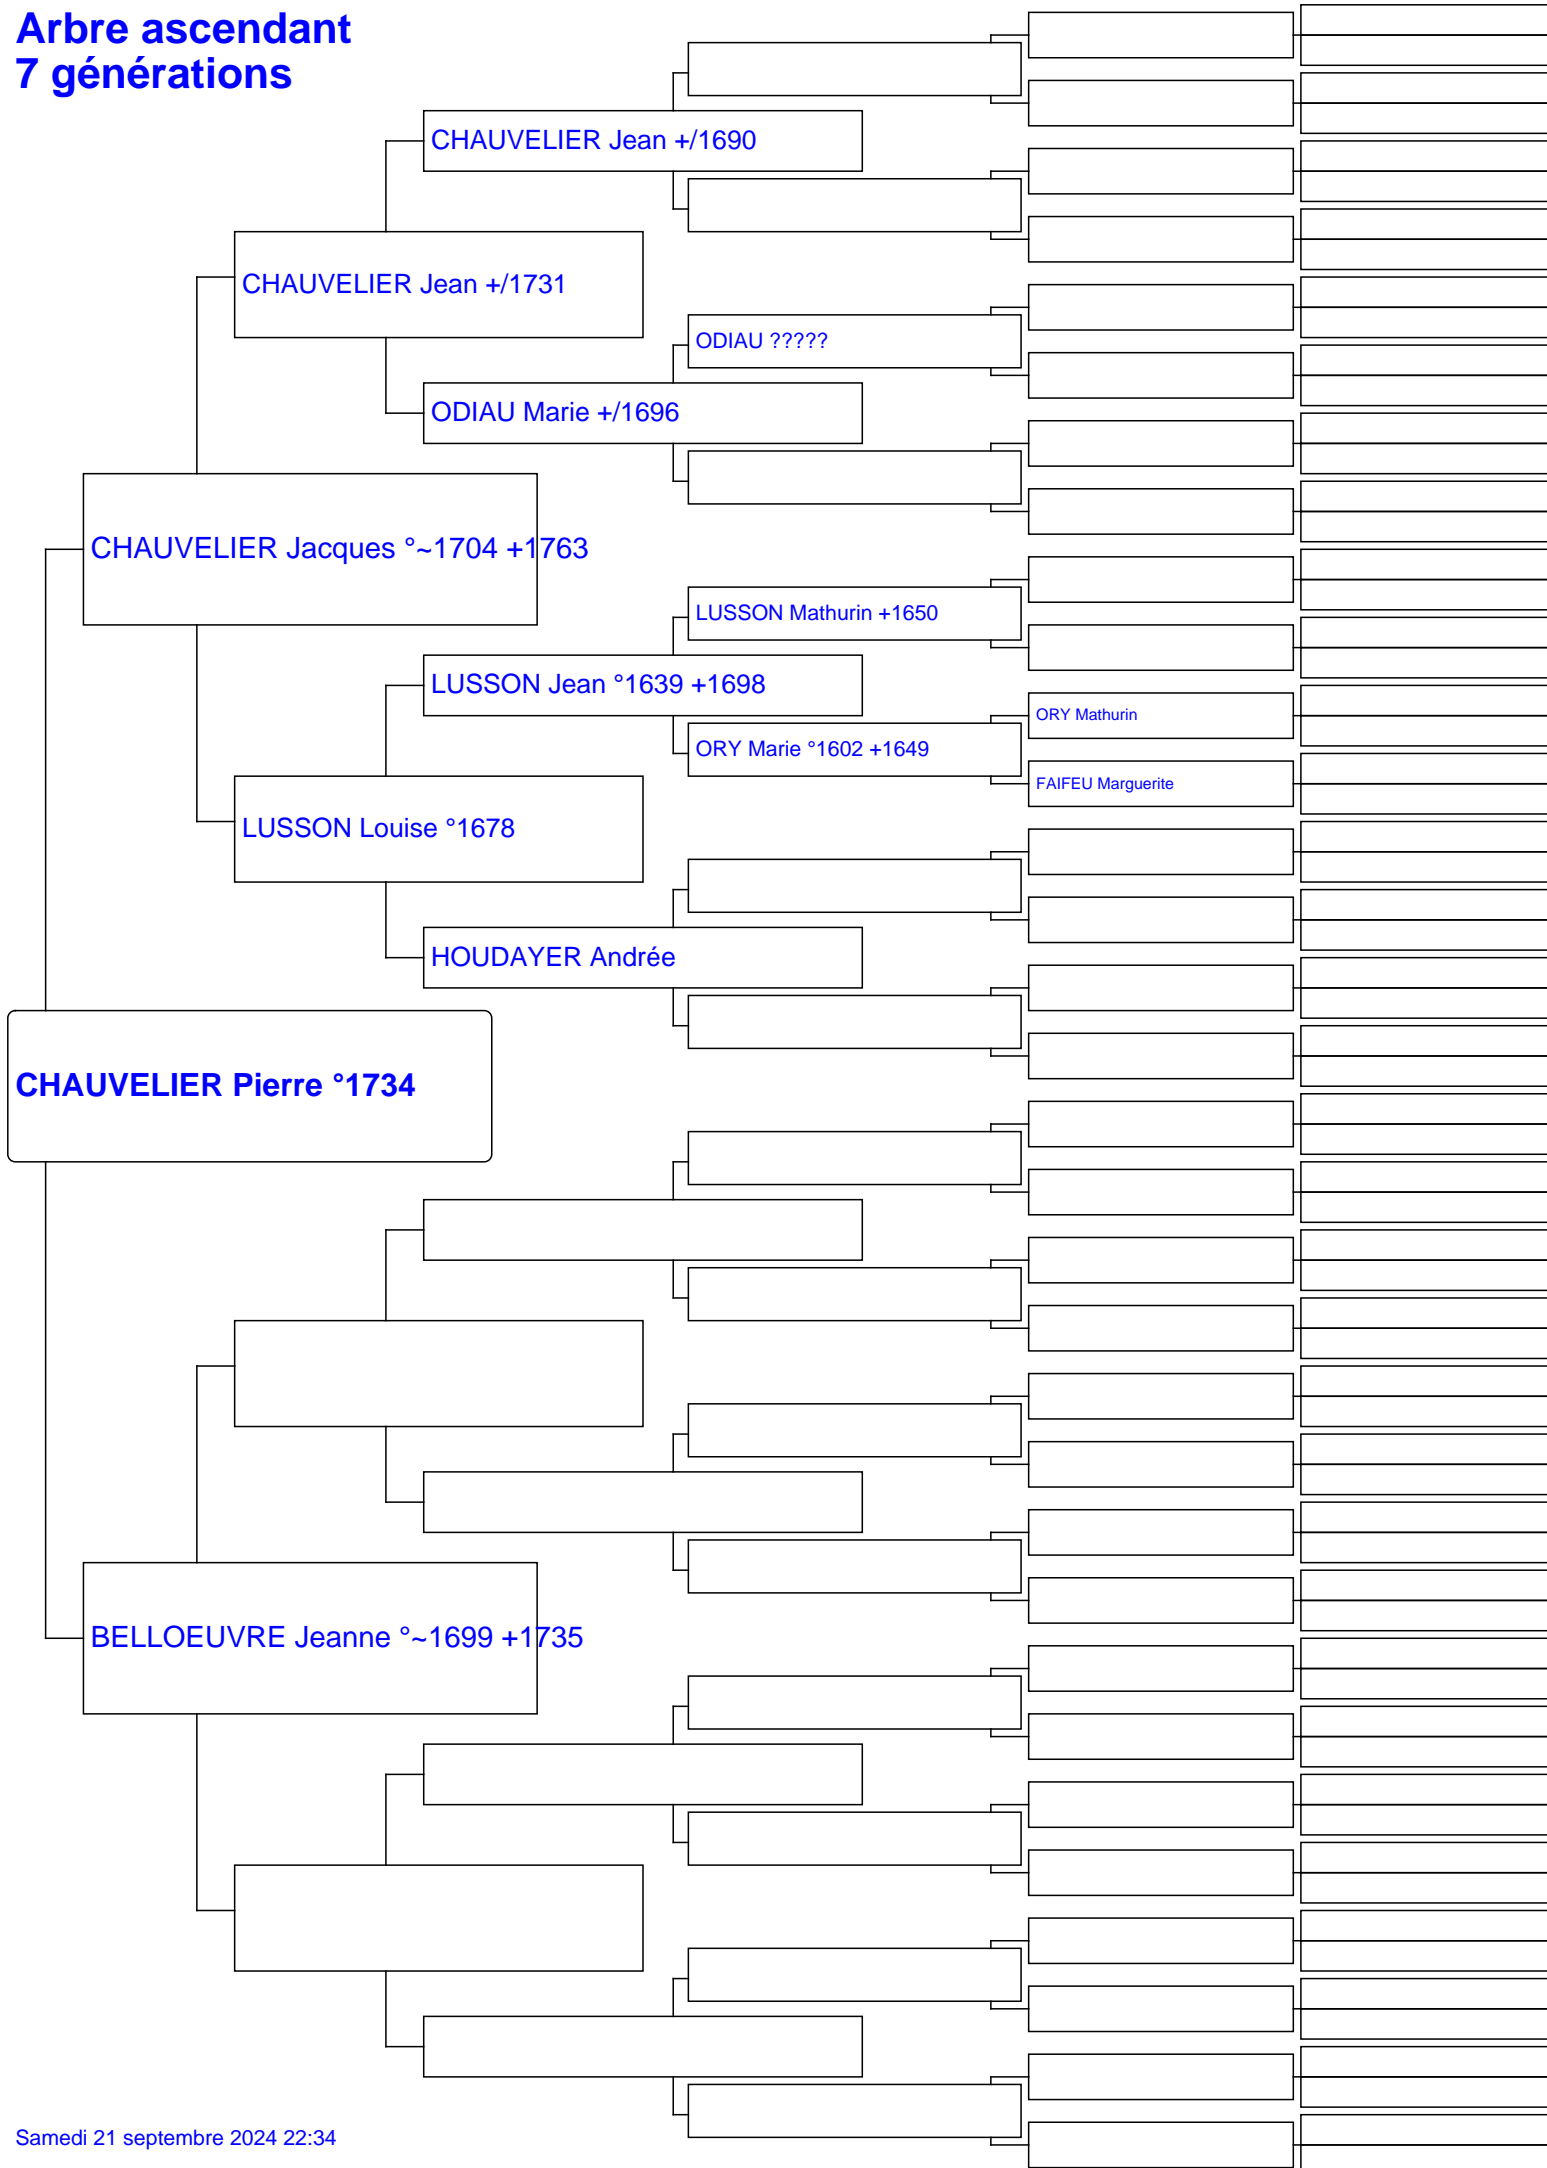 Arbre ascendant
7 générations
CHAUVELIER Jean +/1690
CHAUVELIER Jean +/1731
ODIAU ?????
ODIAU Marie +/1696
CHAUVELIER Jacques °~1704 +1763
LUSSON Mathurin +1650
LUSSON Jean °1639 +1698
ORY Mathurin
ORY Marie °1602 +1649
FAIFEU Marguerite
LUSSON Louise °1678
HOUDAYER Andrée
CHAUVELIER Pierre °1734
BELLOEUVRE Jeanne °~1699 +1735
Samedi 21 septembre 2024 22:34